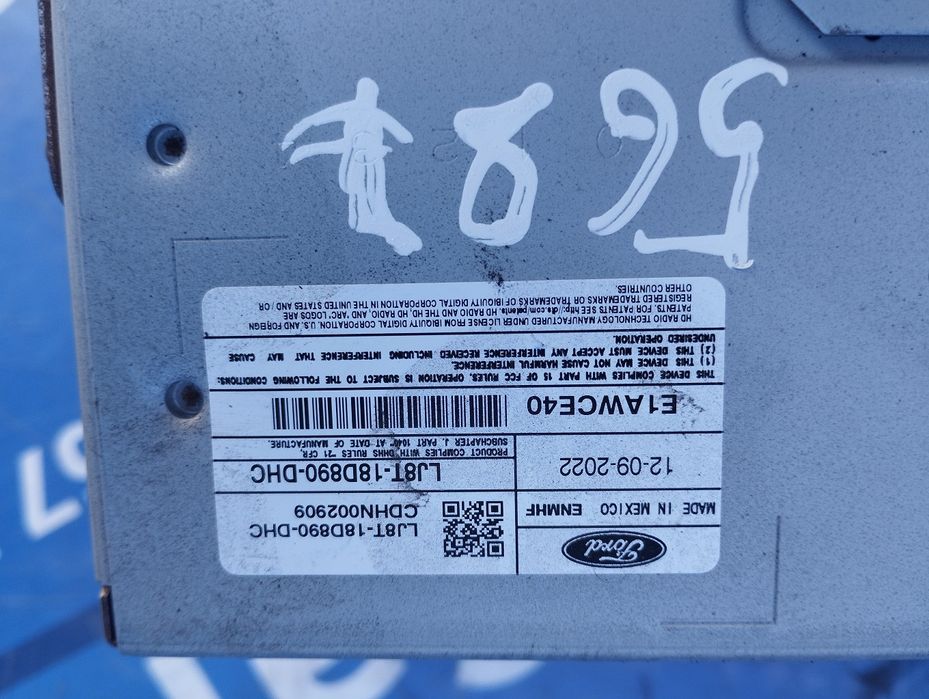 Ford
MADE IN MEXICO ENMHF
12-09-2022
LJ8T-18D890-DHC
CDHNN002909
LJ8T-18D890-DHC
PRODUCT COMPLIES WITH DHHS RULES "21 CFR
SUBCHAPTER J, PART 1040" AT DATE OF MANUFACTURE.
E1AWCE40
THIS DEVICE COMPLIES WITH PART 15 OF FCC RULES. OPERATION IS SUBJECT TO THE FOLLOWING CONDITIONS:
(1) THIS DEVICE MAY NOT CAUSE HARMFUL INTERFERENCE.
(2) THIS DEVICE MUST ACCEPT ANY INTERFERENCE RECEIVED INCLUDING INTERFERENCE THAT MAY CAUSE
UNDESIRED OPERATION.
HD RADIO TECHNOLOGY MANUFACTURED UNDER LICENSE FROM IBIQUITY DIGITAL CORPORATION, U.S. AND FOREIGN
PATENTS. FOR PATENTS SEE http://dts.com/patents. HD RADIO AND THE HD, HD RADIO, AND "ARC" LOGOS ARE
REGISTERED TRADEMARKS OR TRADEMARKS OF IBIQUITY DIGITAL CORPORATION IN THE UNITED STATES AND /OR
OTHER COUNTRIES.